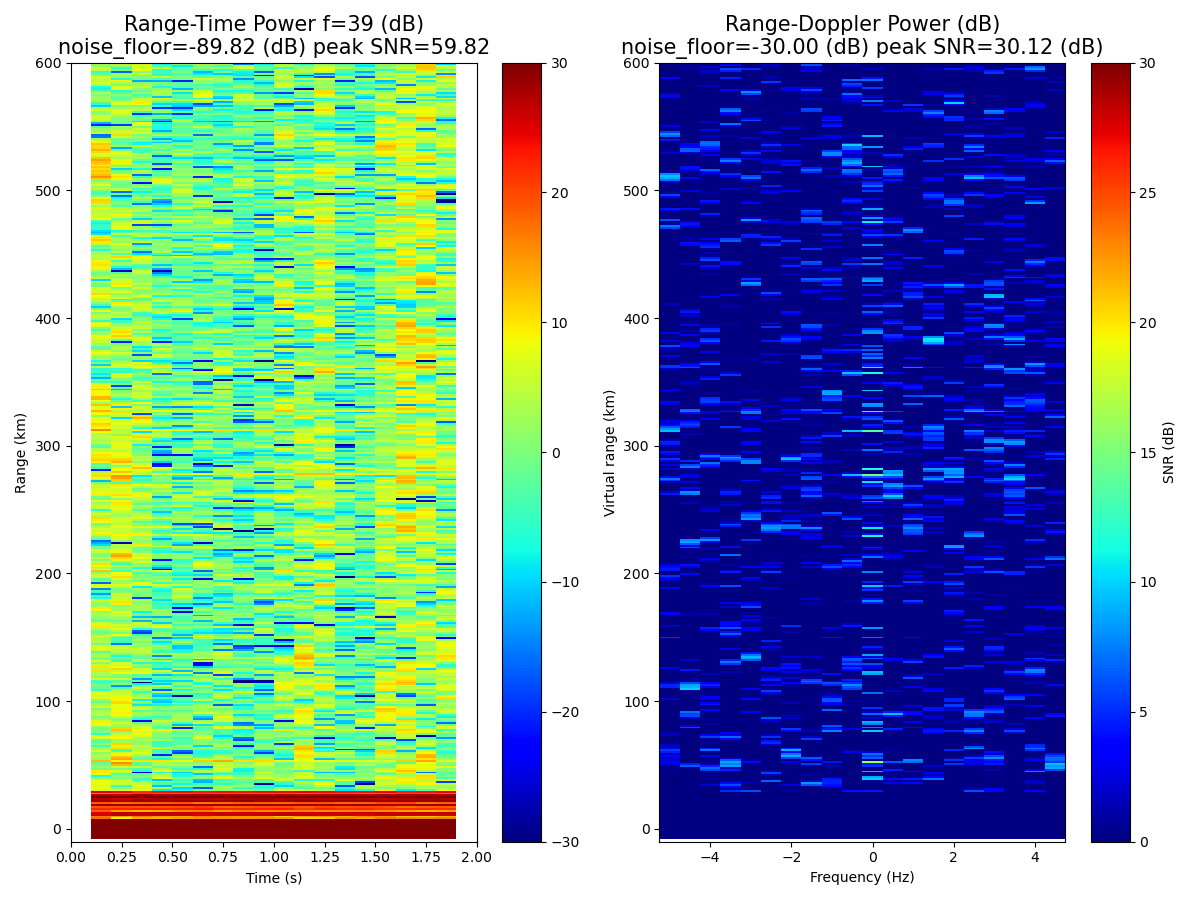 Range-Time Power f=39 (dB)
noise_floor=-89.82 (dB) peak SNR=59.82
600
500
400
300
200
100
0
Range (km)
0.00 0.25 0.50 0.75 1.00 1.25 1.50 1.75 2.00
Time (s)
30
20
10
0
−10
−20
−30
Range-Doppler Power (dB)
noise_floor=-30.00 (dB) peak SNR=30.12 (dB)
600
500
400
300
200
100
0
Virtual range (km)
−4 −2 0 2 4
Frequency (Hz)
30
25
20
15
10
5
0
SNR (dB)